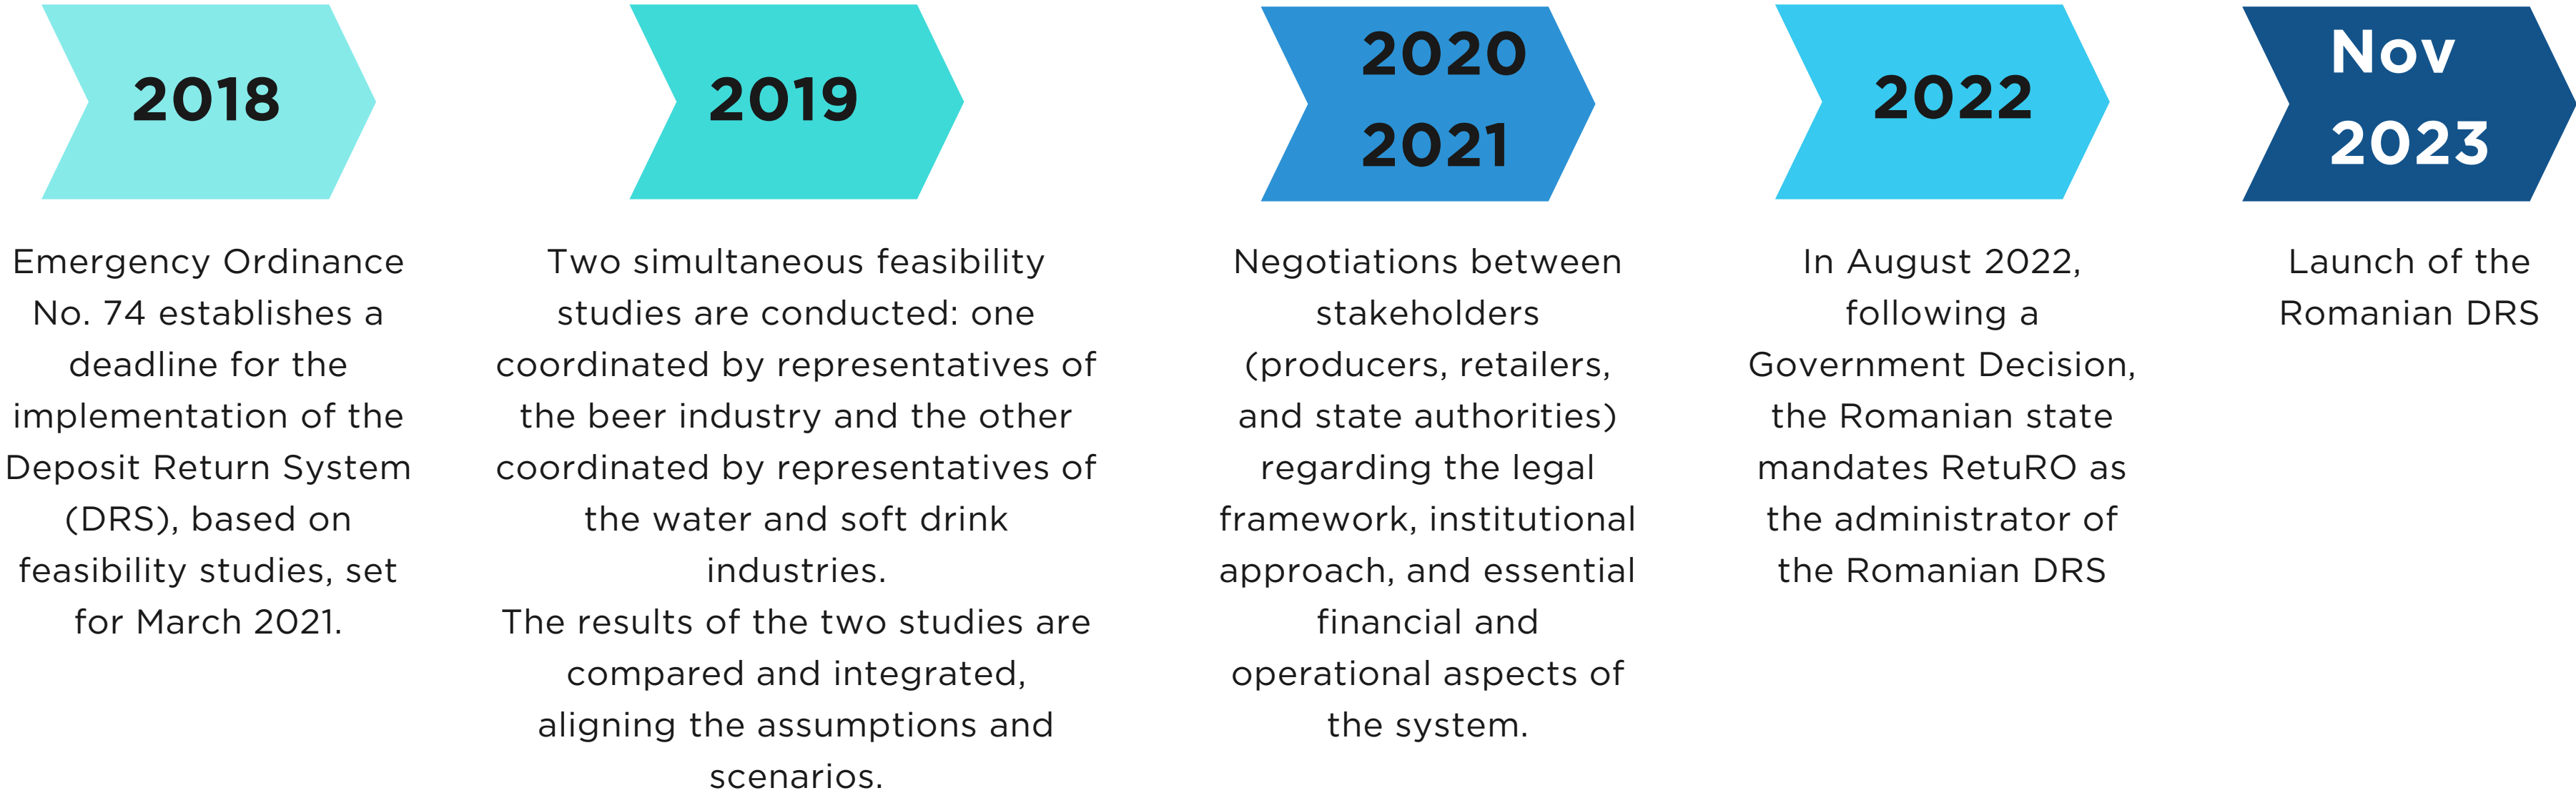 2018
Emergency Ordinance
No. 74 establishes a
deadline for the
implementation of the
Deposit Return System
(DRS), based on
feasibility studies, set
for March 2021.
2019
Two simultaneous feasibility
studies are conducted: one
coordinated by representatives of
the beer industry and the other
coordinated by representatives of
the water and soft drink
industries.
The results of the two studies are
compared and integrated,
aligning the assumptions and
scenarios.
2020
2021
Negotiations between
stakeholders
(producers, retailers,
and state authorities)
regarding the legal
framework, institutional
approach, and essential
financial and
operational aspects of
the system.
2022
In August 2022,
following a
Government Decision,
the Romanian state
mandates RetuRO as
the administrator of
the Romanian DRS
Nov
2023
Launch of the
Romanian DRS